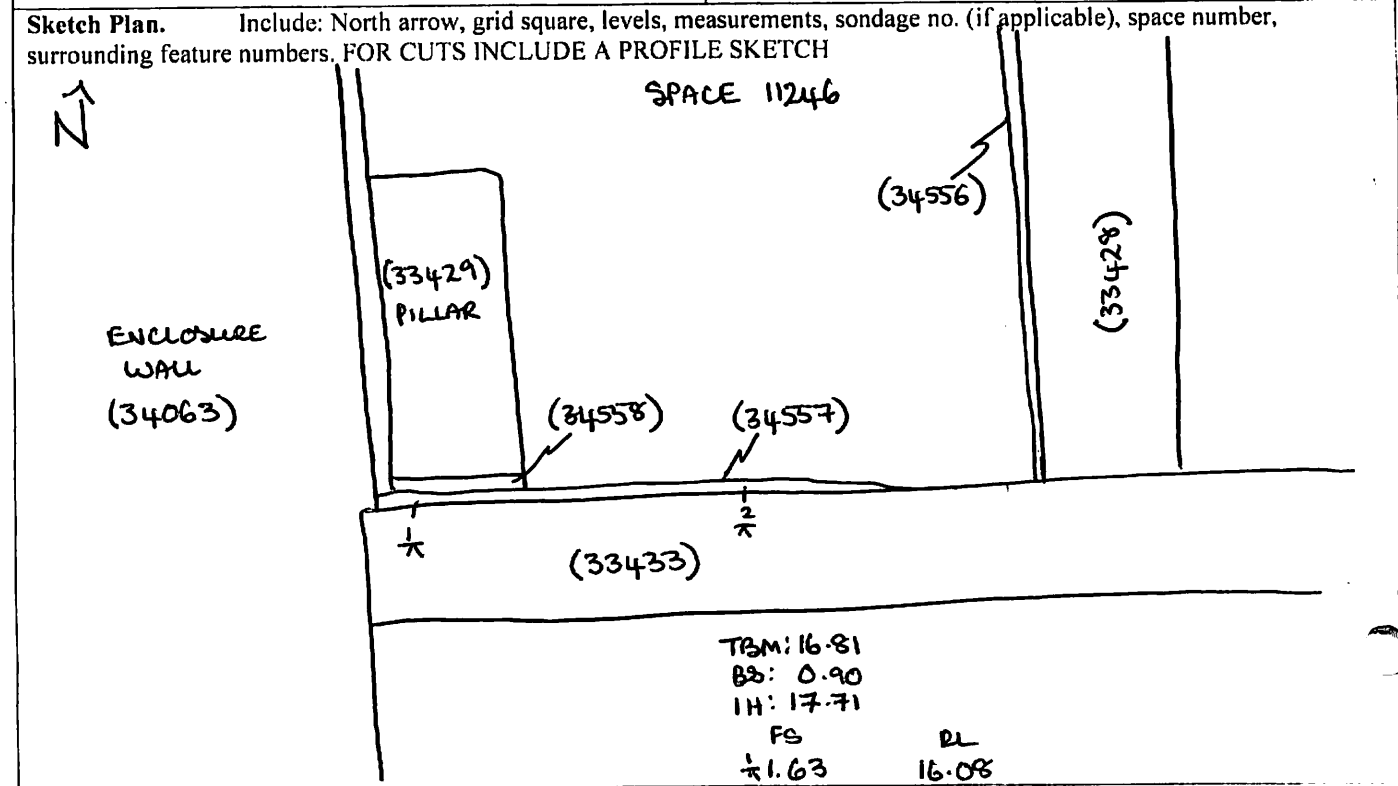 Sketch Plan. Include: North arrow, grid square, levels, measurements, sondage no. (if applicable), space number,
surrounding feature numbers. FOR CUTS INCLUDE A PROFILE SKETCH
N
SPACE 11246
(34556)
(33428)
(33429)
PILLAR
ENCLOSURE
WALL
(34063)
(34558)
(34557)
1
2
(33433)
TBM: 16.81
BS: 0.90
IH: 17.71
FS RL
1 1.63 16.08